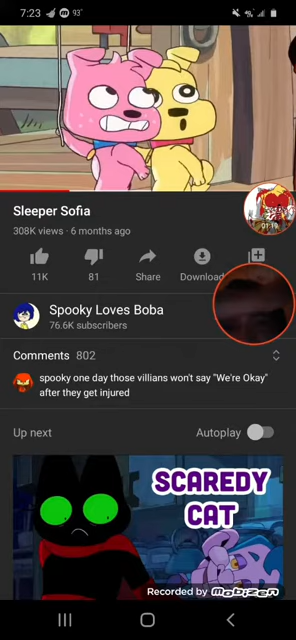 7:23 93°
Sleeper Sofia
308K views · 6 months ago
01:19
11K 81 Share Download
Spooky Loves Boba
76.6K subscribers
Comments 802
spooky one day those villians won't say "We're Okay"
after they get injured
Up next Autoplay
SCAREDY
CAT
Recorded by mobizen